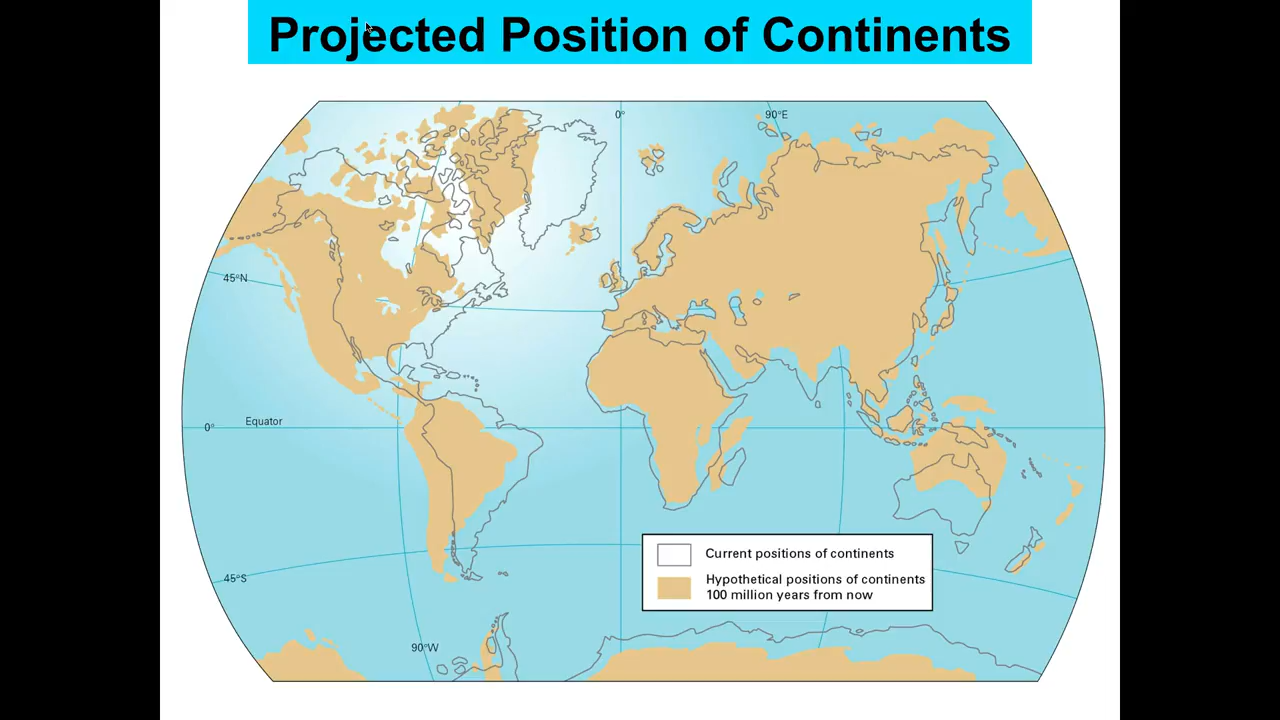 Projected Position of Continents
0°
90°E
45°N
Equator
0°
Current positions of continents
Hypothetical positions of continents
100 million years from now
45°S
90°W